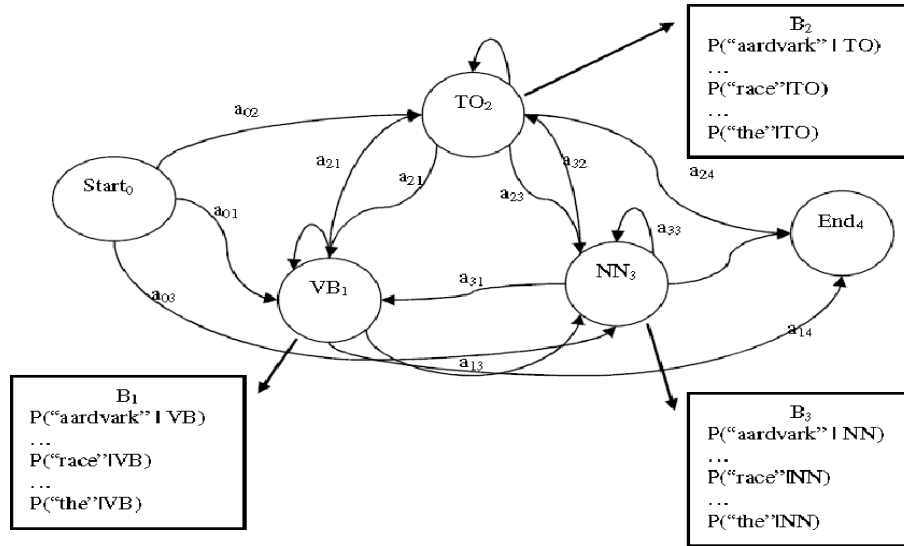 B₂
P(“aardvark” | TO)
...
P(“race”|TO)
...
P(“the”|TO)
TO₂
a₀₂
a₂₁
a₂₁
a₂₃
a₃₂
a₂₄
Start₀
a₀₁
End₄
a₃₃
NN₃
VB₁
a₃₁
a₀₃
a₁₄
a₁₃
B₁
P(“aardvark” | VB)
...
P(“race”|VB)
...
P(“the”|VB)
B₃
P(“aardvark” | NN)
...
P(“race”|NN)
...
P(“the”|NN)